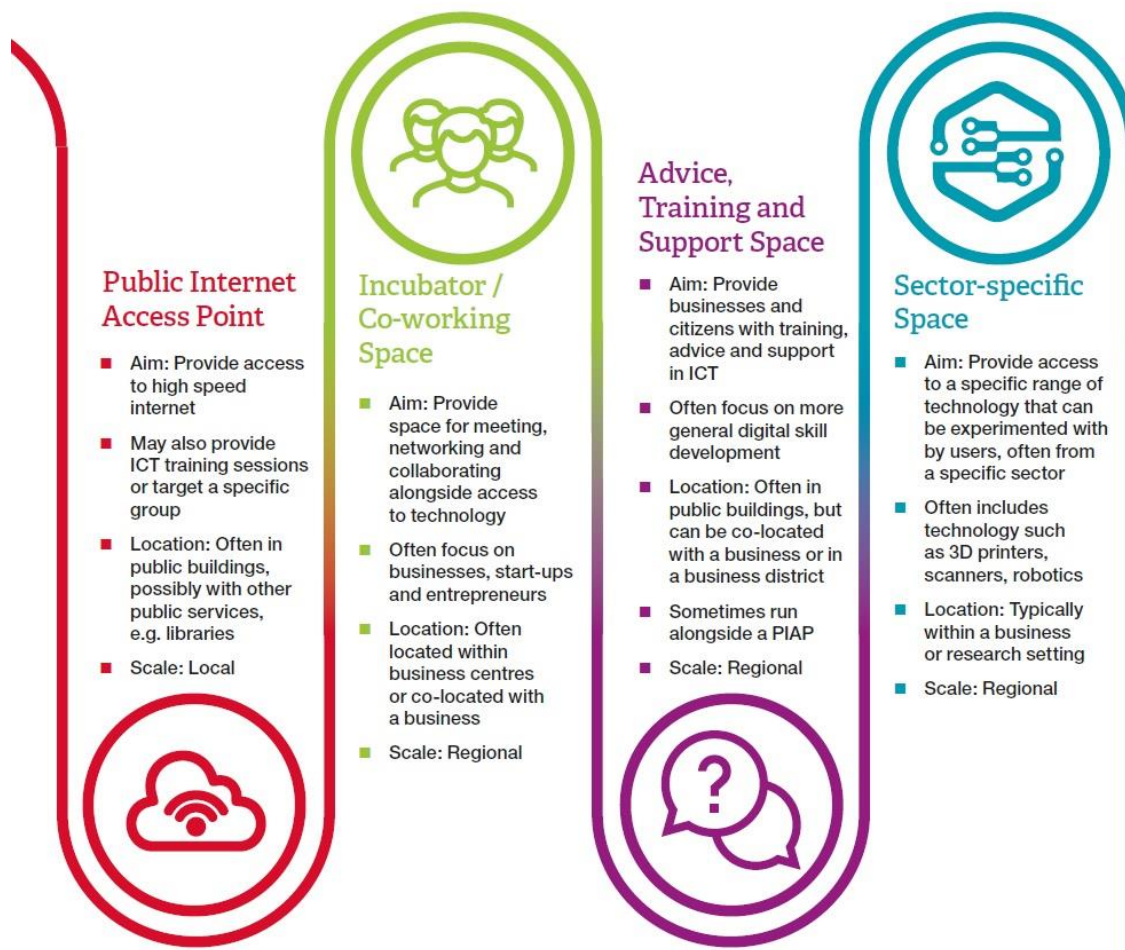 Public Internet
Access Point
■ Aim: Provide access
to high speed
internet
■ May also provide
ICT training sessions
or target a specific
group
■ Location: Often in
public buildings,
possibly with other
public services,
e.g. libraries
■ Scale: Local
Incubator /
Co-working
Space
■ Aim: Provide
space for meeting,
networking and
collaborating
alongside access
to technology
■ Often focus on
businesses, start-ups
and entrepreneurs
■ Location: Often
located within
business centres
or co-located with
a business
■ Scale: Regional
Advice,
Training and
Support Space
■ Aim: Provide
businesses and
citizens with training,
advice and support
in ICT
■ Often focus on more
general digital skill
development
■ Location: Often in
public buildings, but
can be co-located
with a business or in
a business district
■ Sometimes run
alongside a PIAP
■ Scale: Regional
?
Sector-specific
Space
■ Aim: Provide access
to a specific range of
technology that can
be experimented with
by users, often from
a specific sector
■ Often includes
technology such
as 3D printers,
scanners, robotics
■ Location: Typically
within a business
or research setting
■ Scale: Regional